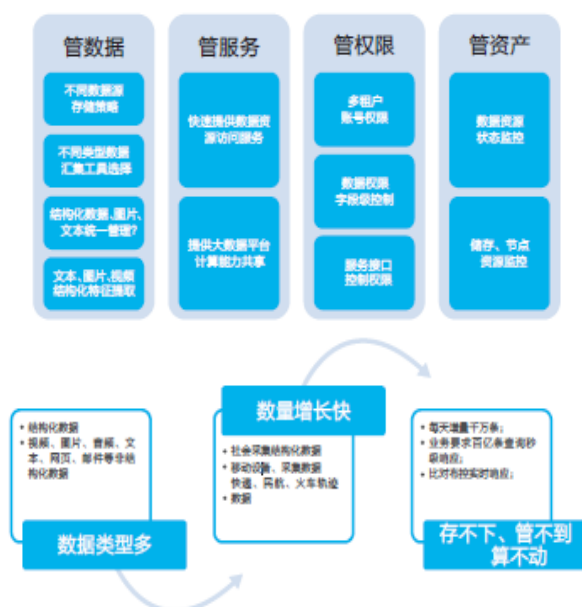 管数据
不同数据源
存储策略
不同类型数据
汇集工具选择
结构化数据、图片、
文本统一管理?
文本、图片、视频
结构化特征提取
管服务
快速提供数据资
源访问服务
提供大数据平台
计算能力共享
管权限
多租户
账号权限
数据权限
字段级控制
服务接口
控制权限
管资产
数据资源
状态监控
储存、节点
资源监控
• 结构化数据
• 视频、图片、音频、文
本、网页、邮件等非结
构化数据
数据类型多
数量增长快
• 社会采集结构化数据
• 移动设备、采集数据
快递、民航、火车轨迹
• 数据
• 每天增量千万条；
• 业务要求百亿条查询秒
级响应；
• 比对布控实时响应；
存不下、管不到
算不动